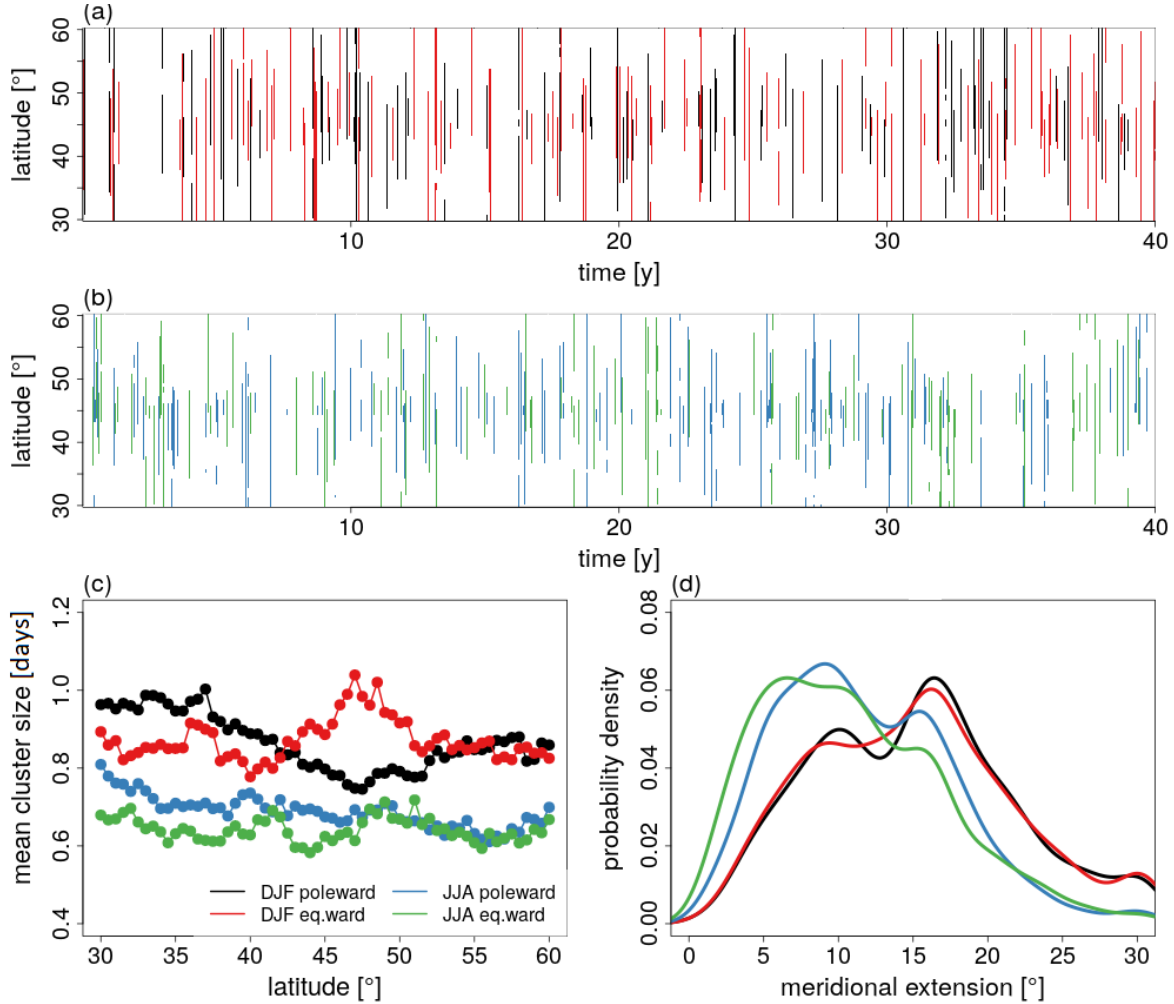 (a)
60
50
40
30
latitude [°]
10 20 30 40
time [y]
(b)
60
50
40
30
latitude [°]
10 20 30 40
time [y]
(c)
1.2
1.0
0.8
0.6
0.4
mean cluster size [days]
DJF poleward JJA poleward
DJF eq.ward JJA eq.ward
30 35 40 45 50 55 60
latitude [°]
(d)
0.08
0.06
0.04
0.02
0.00
probability density
0 5 10 15 20 25 30
meridional extension [°]